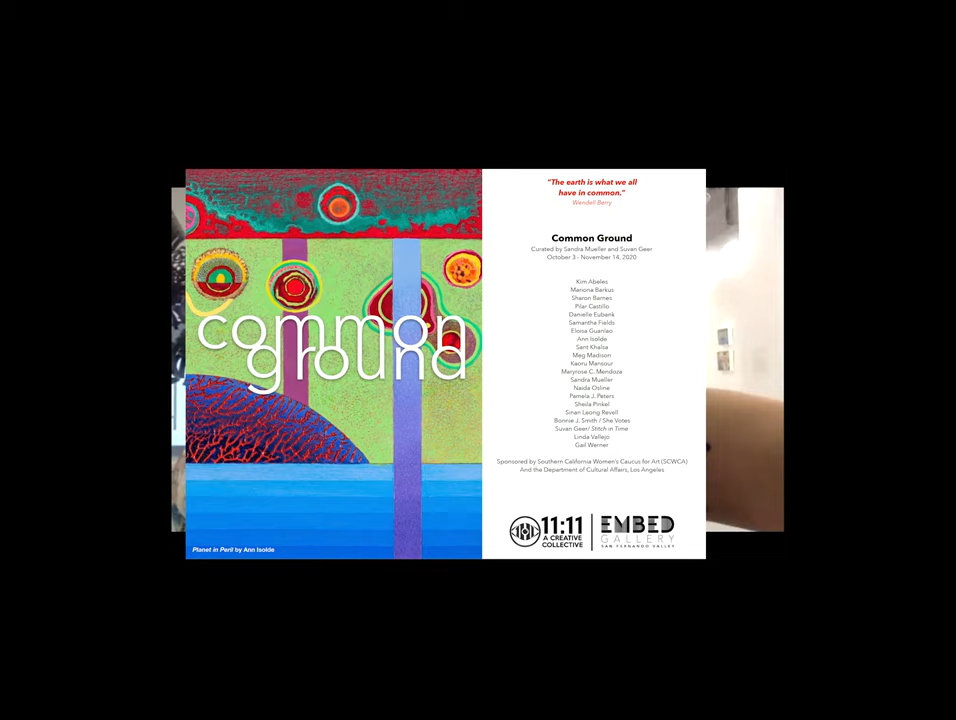 common
ground
Planet in Peril by Ann Isolde
"The earth is what we all
have in common."
Wendell Berry
Common Ground
Curated by Sandra Mueller and Suvan Geer
October 3 - November 14, 2020
Kim Abeles
Mariona Barkus
Sharon Barnes
Pilar Castillo
Danielle Eubank
Samantha Fields
Eloisa Guanlao
Ann Isolde
Sant Khalsa
Meg Madison
Kaoru Mansour
Maryrose C. Mendoza
Sandra Mueller
Naida Osline
Pamela J. Peters
Sheila Pinkel
Sinan Leong Revell
Bonnie J. Smith / She Votes
Suvan Geer/ Stitch in Time
Linda Vallejo
Gail Werner
Sponsored by Southern California Women's Caucus for Art (SCWCA)
And the Department of Cultural Affairs, Los Angeles
11:11
A CREATIVE
COLLECTIVE
EMBED
GALLERY
SAN FERNANDO VALLEY